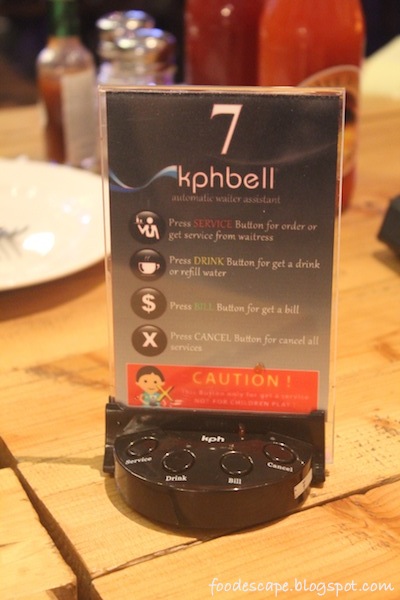 7
kphbell
automatic waiter assistant
Press SERVICE Button for order or
get service from waitress
Press DRINK Button for get a drink
or refill water
$
Press BILL Button for get a bill
X
Press CANCEL Button for cancel all
services
CAUTION !
This Button only for get a service
NOT FOR CHILDREN PLAY
kph
Service
Drink
Bill
Cancel
foodescape.blogspot.com